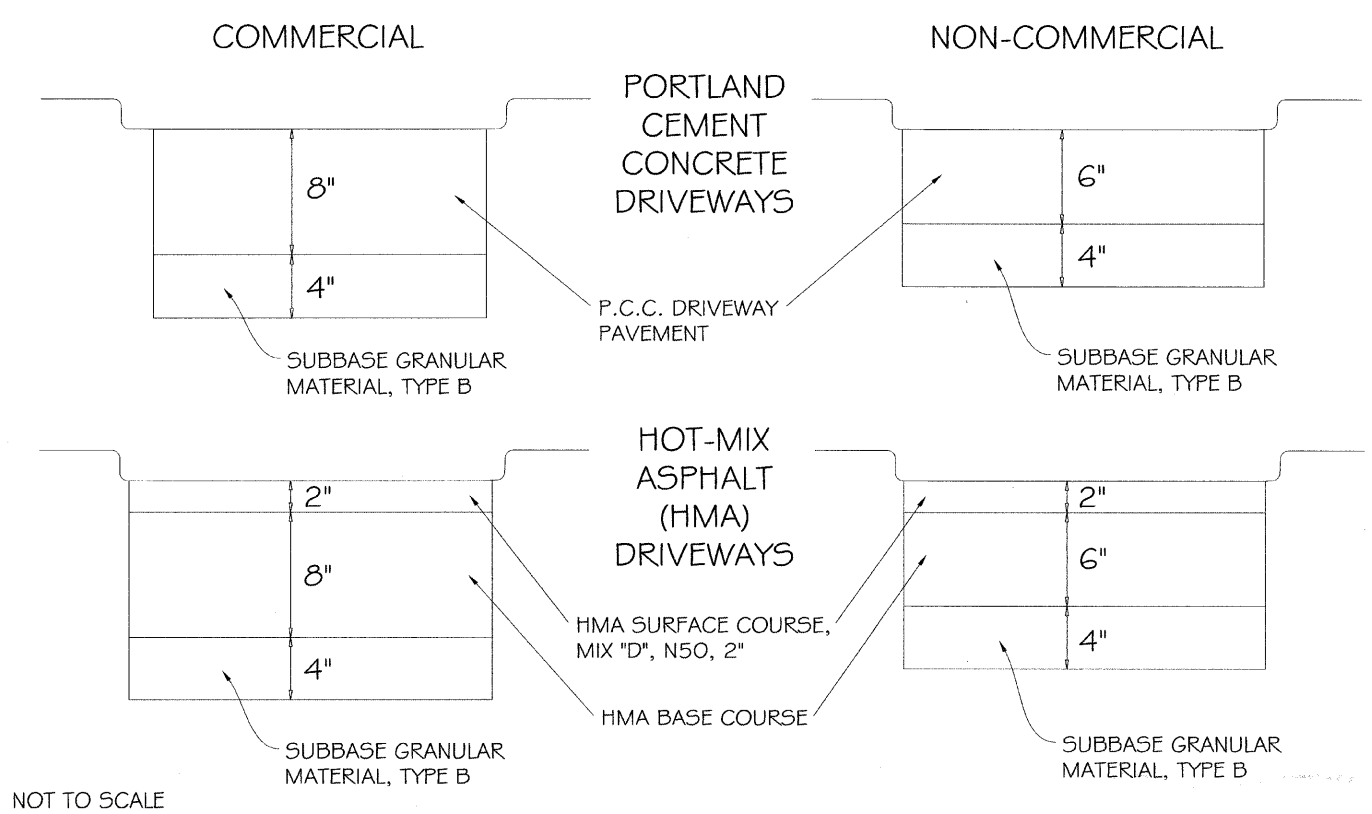 COMMERCIAL
NON-COMMERCIAL
PORTLAND
CEMENT
CONCRETE
DRIVEWAYS
8"
4"
6"
4"
P.C.C. DRIVEWAY
PAVEMENT
SUBBASE GRANULAR
MATERIAL, TYPE B
SUBBASE GRANULAR
MATERIAL, TYPE B
HOT-MIX
ASPHALT
(HMA)
DRIVEWAYS
2"
8"
4"
2"
6"
4"
HMA SURFACE COURSE,
MIX "D", N50, 2"
HMA BASE COURSE
SUBBASE GRANULAR
MATERIAL, TYPE B
SUBBASE GRANULAR
MATERIAL, TYPE B
NOT TO SCALE